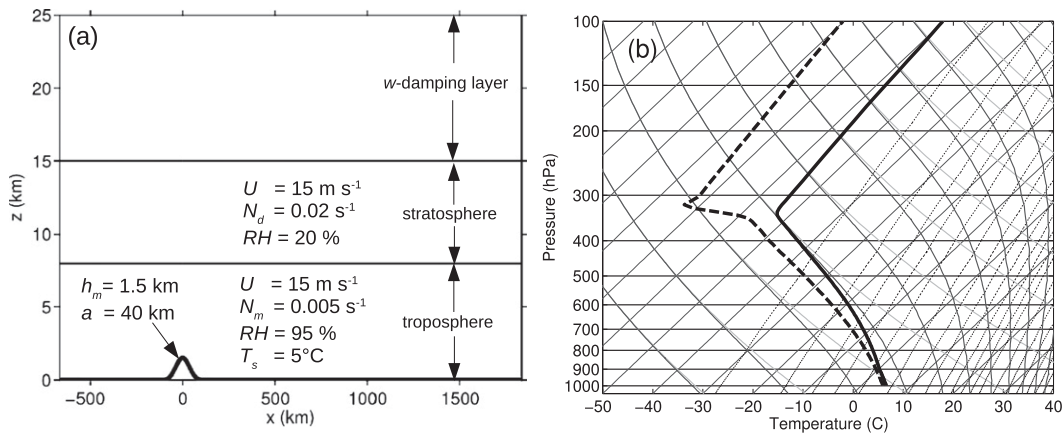 (a)
25
20
15
10
5
0
z (km)
w-damping layer
U = 15 m s-1
Nd = 0.02 s-1
RH = 20 %
stratosphere
hm = 1.5 km
a = 40 km
U = 15 m s-1
Nm = 0.005 s-1
RH = 95 %
Ts = 5°C
troposphere
−500 0 500 1000 1500
x (km)
(b)
100
150
200
300
400
500
600
700
800
900
1000
Pressure (hPa)
−50 −40 −30 −20 −10 0 10 20 30 40
Temperature (C)